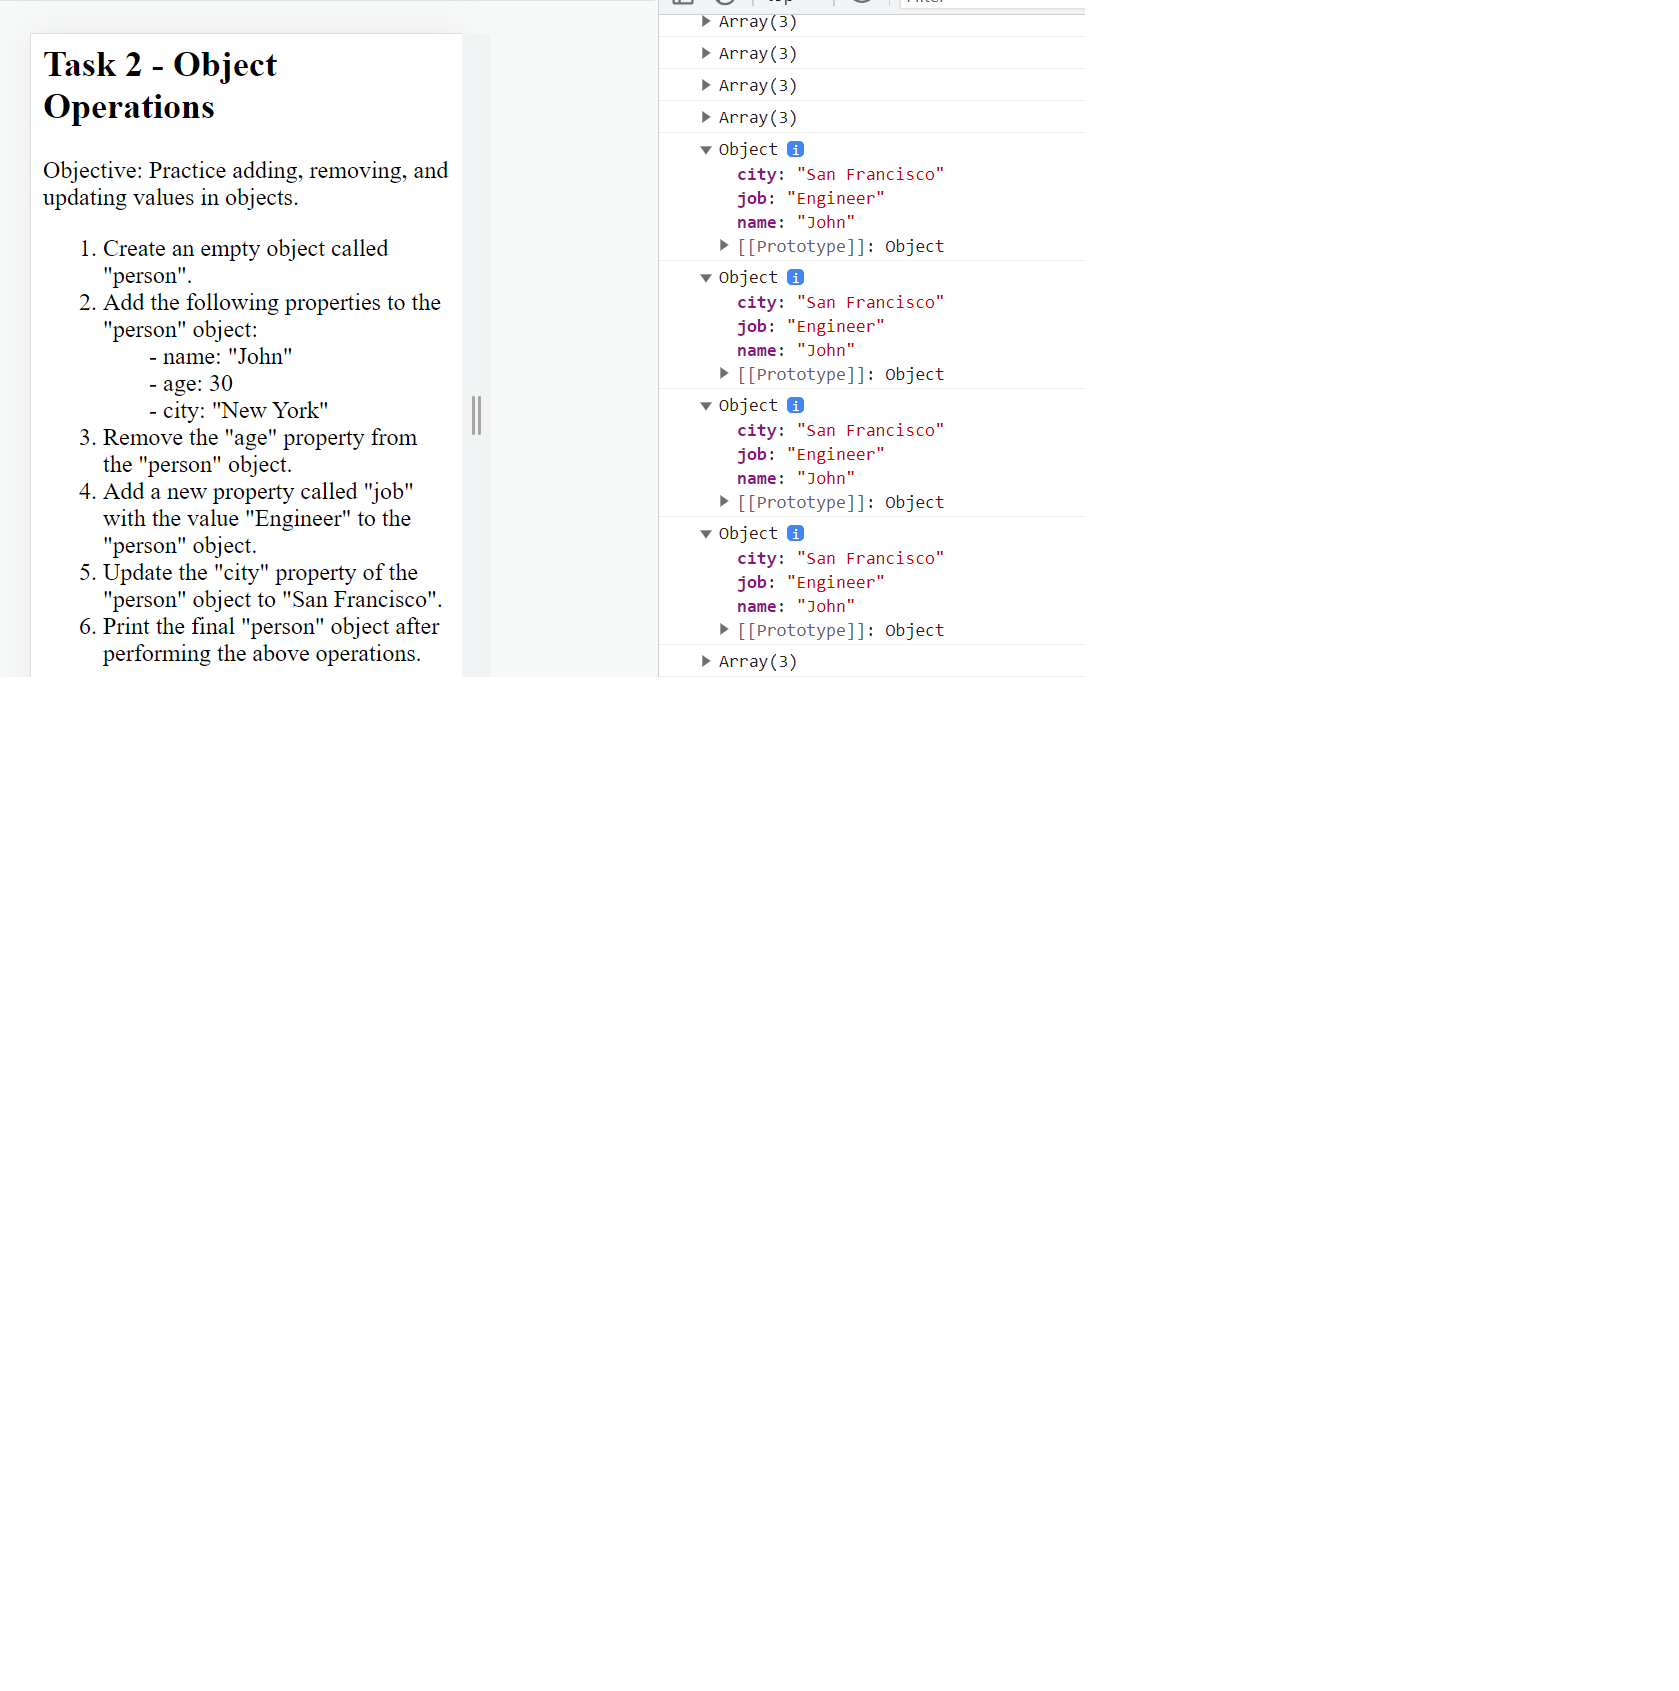 Task 2 - Object
Operations
Objective: Practice adding, removing, and
updating values in objects.
1. Create an empty object called
"person".
2. Add the following properties to the
"person" object:
- name: "John"
- age: 30
- city: "New York"
3. Remove the "age" property from
the "person" object.
4. Add a new property called "job"
with the value "Engineer" to the
"person" object.
5. Update the "city" property of the
"person" object to "San Francisco".
6. Print the final "person" object after
performing the above operations.
Array(3)
Array(3)
Array(3)
Array(3)
Object i
city: "San Francisco"
job: "Engineer"
name: "John"
[[Prototype]]: Object
Object i
city: "San Francisco"
job: "Engineer"
name: "John"
[[Prototype]]: Object
Object i
city: "San Francisco"
job: "Engineer"
name: "John"
[[Prototype]]: Object
Object i
city: "San Francisco"
job: "Engineer"
name: "John"
[[Prototype]]: Object
Array(3)